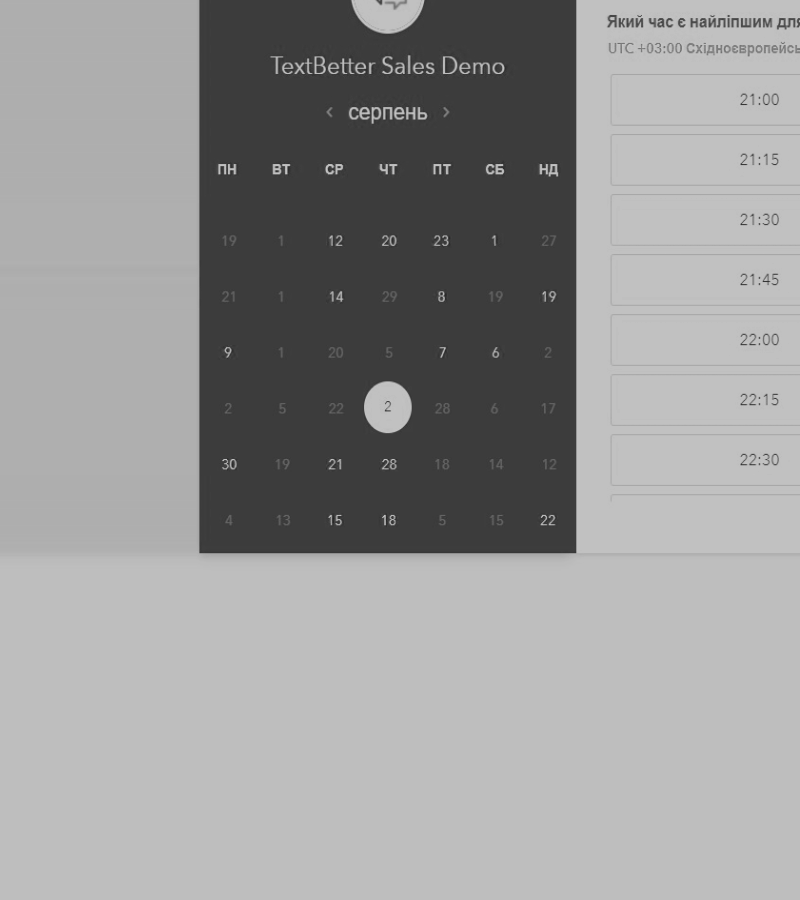 TextBetter Sales Demo
‹ серпень ›
ПН ВТ СР ЧТ ПТ СБ НД
19 1 12 20 23 1 27
21 1 14 29 8 19 19
9 1 20 5 7 6 2
2 5 22 2 28 6 17
30 19 21 28 18 14 12
4 13 15 18 5 15 22
Який час є найліпшим для
UTC +03:00 Східноєвропейсь
21:00
21:15
21:30
21:45
22:00
22:15
22:30